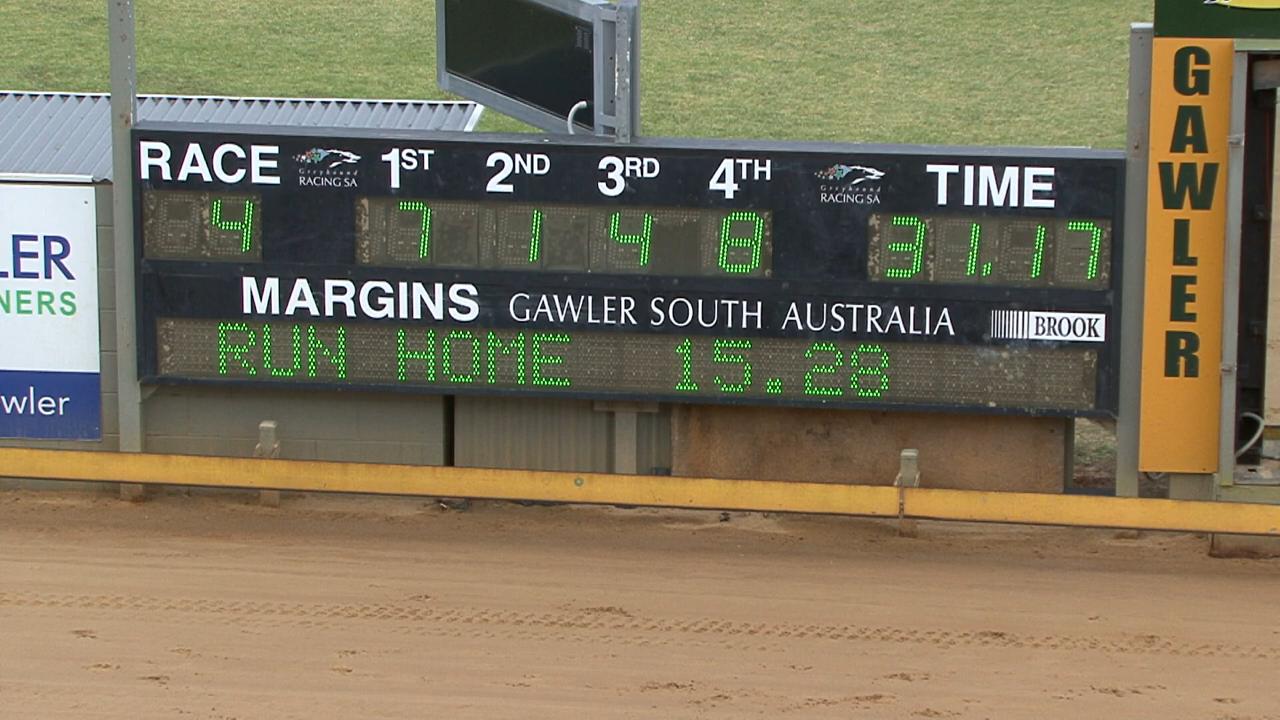 RACE
Greyhound
RACING SA
1ST 2ND 3RD 4TH
Greyhound
RACING SA
TIME
4 7 1 4 8 31.17
MARGINS GAWLER SOUTH AUSTRALIA BROOK
RUN HOME 15.28
GAWLER
LER
NERS
wler